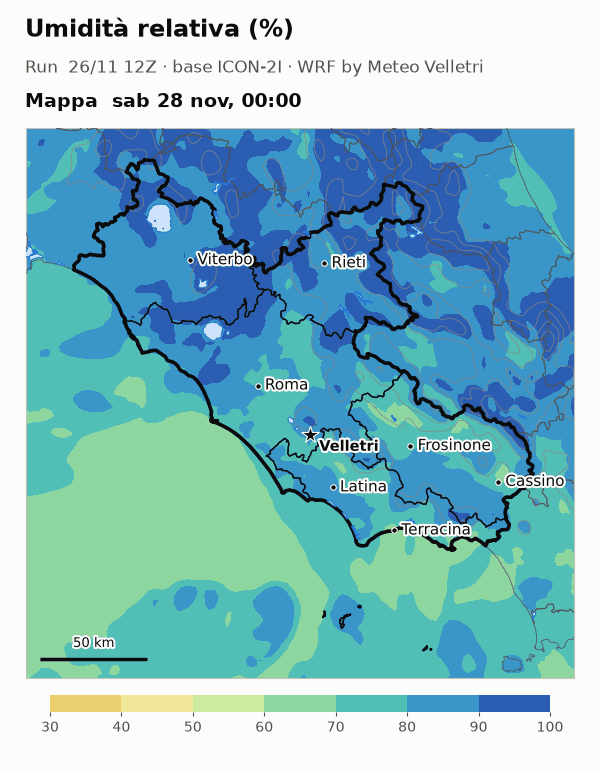 Umidità relativa (%)
Run  26/11 12Z · base ICON-2I · WRF by Meteo Velletri
Mappa  sab 28 nov, 00:00
Viterbo
Rieti
Roma
Velletri
Frosinone
Cassino
Latina
Terracina
50 km
30 40 50 60 70 80 90 100